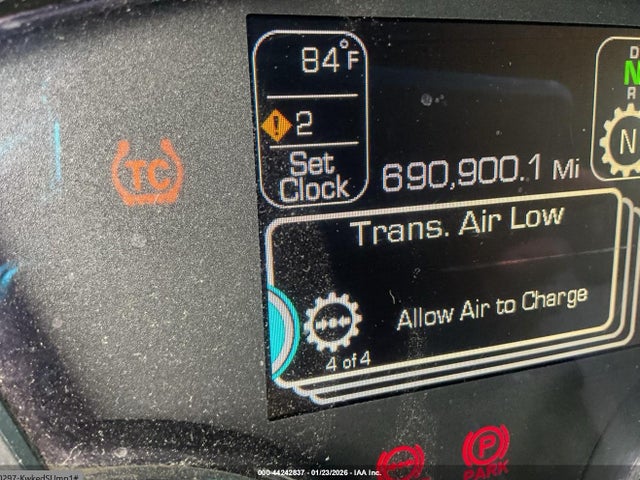 84°F
D
N
R
2
Set
Clock
690,900.1 Mi
N
TC
Trans. Air Low
Allow Air to Charge
4 of 4
P
PARK
000-44242837 - 01/23/2026 - IAA Inc.